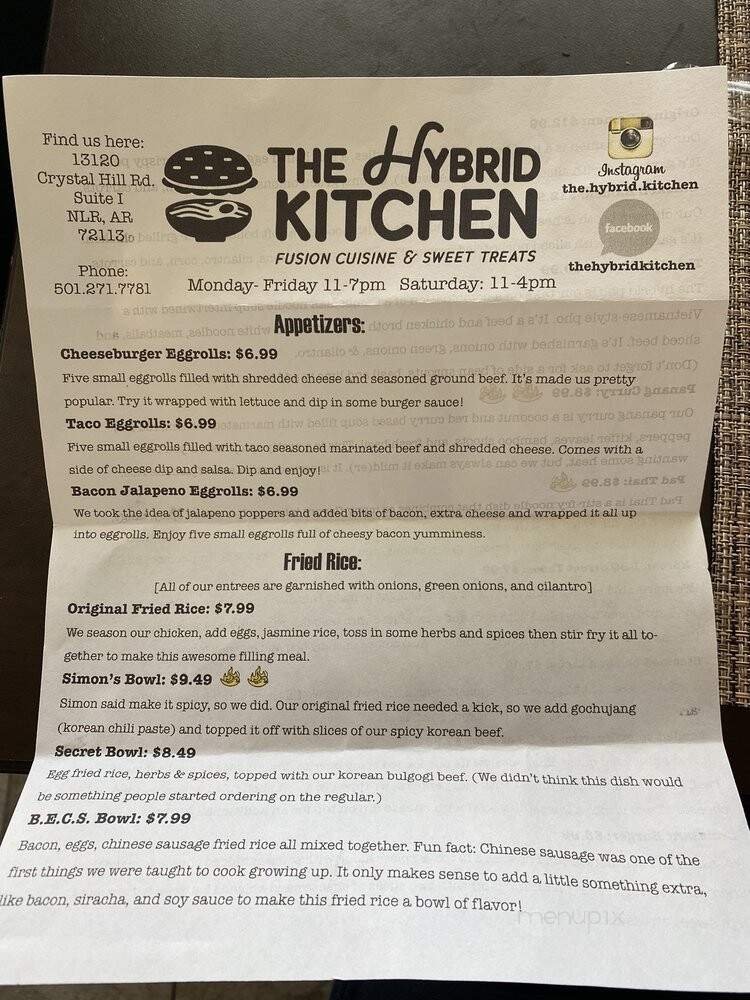 Find us here:
13120
Crystal Hill Rd.
Suite I
NLR, AR
72113
Phone:
501.271.7781
THE HYBRID
KITCHEN
FUSION CUISINE & SWEET TREATS
Monday- Friday 11-7pm Saturday: 11-4pm
Instagram
the.hybrid.kitchen
facebook
thehybridkitchen
Appetizers:
Cheeseburger Eggrolls: $6.99
Five small eggrolls filled with shredded cheese and seasoned ground beef. It's made us pretty
popular. Try it wrapped with lettuce and dip in some burger sauce!
Taco Eggrolls: $6.99
Five small eggrolls filled with taco seasoned marinated beef and shredded cheese. Comes with a
side of cheese dip and salsa. Dip and enjoy!
Bacon Jalapeno Eggrolls: $6.99
We took the idea of jalapeno poppers and added bits of bacon, extra cheese and wrapped it all up
into eggrolls. Enjoy five small eggrolls full of cheesy bacon yumminess.
Fried Rice:
[All of our entrees are garnished with onions, green onions, and cilantro]
Original Fried Rice: $7.99
We season our chicken, add eggs, jasmine rice, toss in some herbs and spices then stir fry it all to-
gether to make this awesome filling meal.
Simon's Bowl: $9.49
Simon said make it spicy, so we did. Our original fried rice needed a kick, so we add gochujang
(korean chili paste) and topped it off with slices of our spicy korean beef.
Secret Bowl: $8.49
Egg fried rice, herbs & spices, topped with our korean bulgogi beef. (We didn't think this dish would
be something people started ordering on the regular.)
B.E.C.S. Bowl: $7.99
Bacon, eggs, chinese sausage fried rice all mixed together. Fun fact: Chinese sausage was one of the
first things we were taught to cook growing up. It only makes sense to add a little something extra,
like bacon, siracha, and soy sauce to make this fried rice a bowl of flavor!
menupix